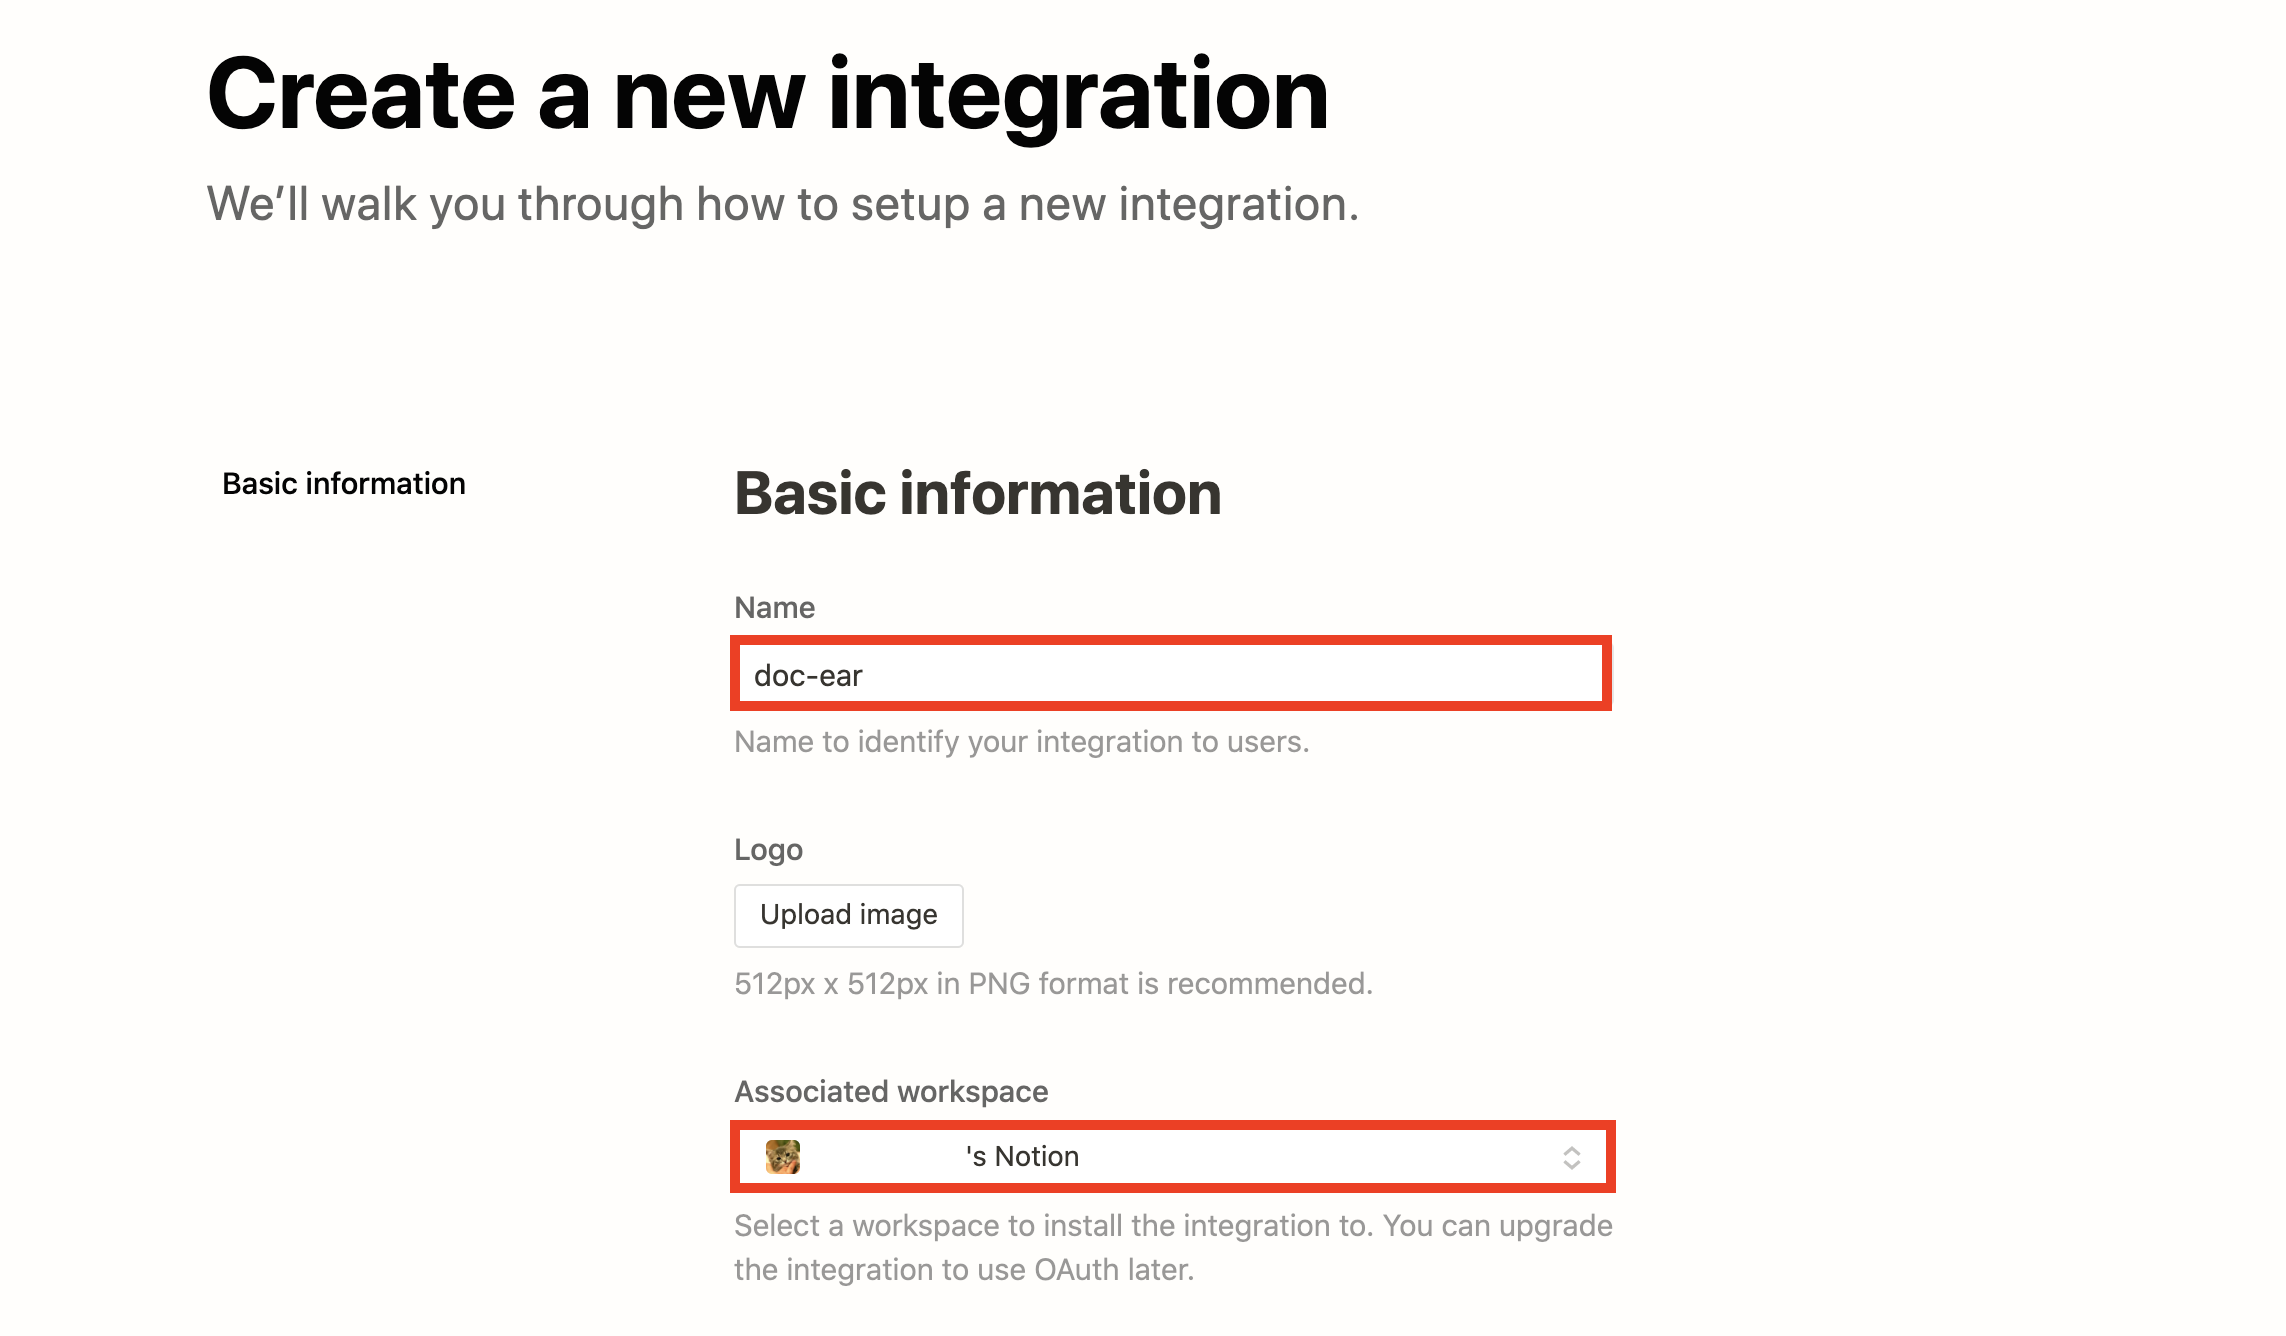 Create a new integration
We’ll walk you through how to setup a new integration.
Basic information
Basic information
Name
doc-ear
Name to identify your integration to users.
Logo
Upload image
512px x 512px in PNG format is recommended.
Associated workspace
's Notion
Select a workspace to install the integration to. You can upgrade
the integration to use OAuth later.